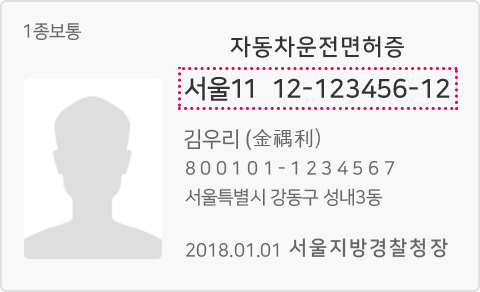 1종보통
자동차운전면허증
서울11 12-123456-12
김우리 (金禑利)
800101-1234567
서울특별시 강동구 성내3동
2018.01.01 서울지방경찰청장